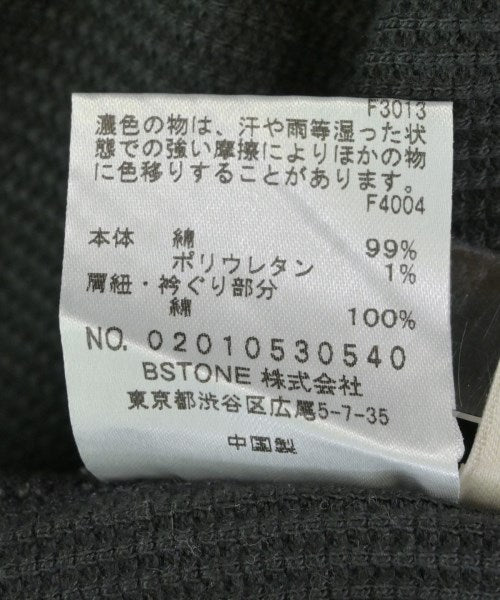 F3013
濃色の物は、汗や雨等湿った状
態での強い摩擦によりほかの物
に色移りすることがあります。
F4004
本体 綿 99%
ポリウレタン 1%
肩紐・衿ぐり部分
綿 100%
NO. 02010530540
BSTONE 株式会社
東京都渋谷区広尾5-7-35
中国製